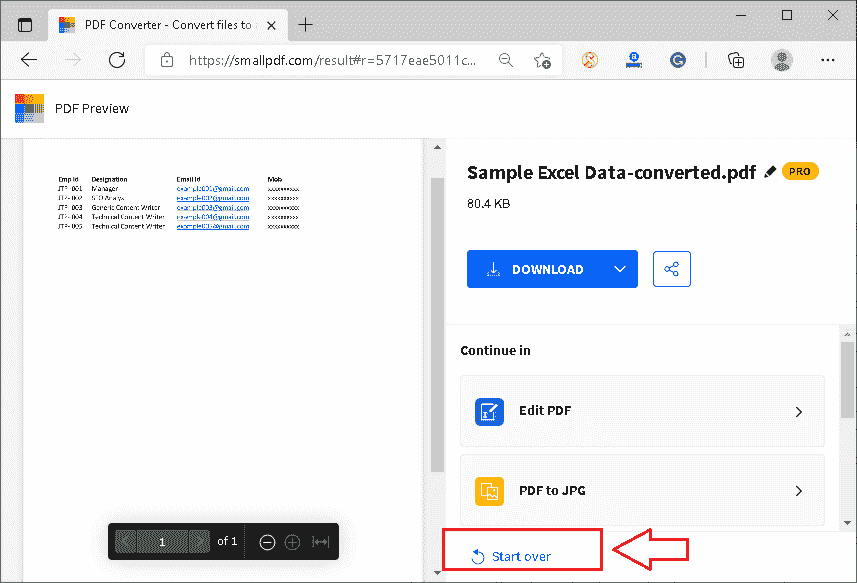 PDF Converter - Convert files to
https://smallpdf.com/result#r=5717eae5011c...
PDF Preview
Emp Id Designation Email Id Mob
JTP-001 Manager example001@gmail.com xxxxxxxxxx
JTP-002 SEO Analys example002@gmail.com xxxxxxxxxx
JTP-003 Generic Content Writer example003@gmail.com xxxxxxxxxx
JTP-004 Technical Content Writer example004@gmail.com xxxxxxxxxx
JTP-005 Technical Content Writer example005@gmail.com xxxxxxxxxx
1 of 1
Sample Excel Data-converted.pdf PRO
80.4 KB
DOWNLOAD
Continue in
Edit PDF
PDF to JPG
Start over